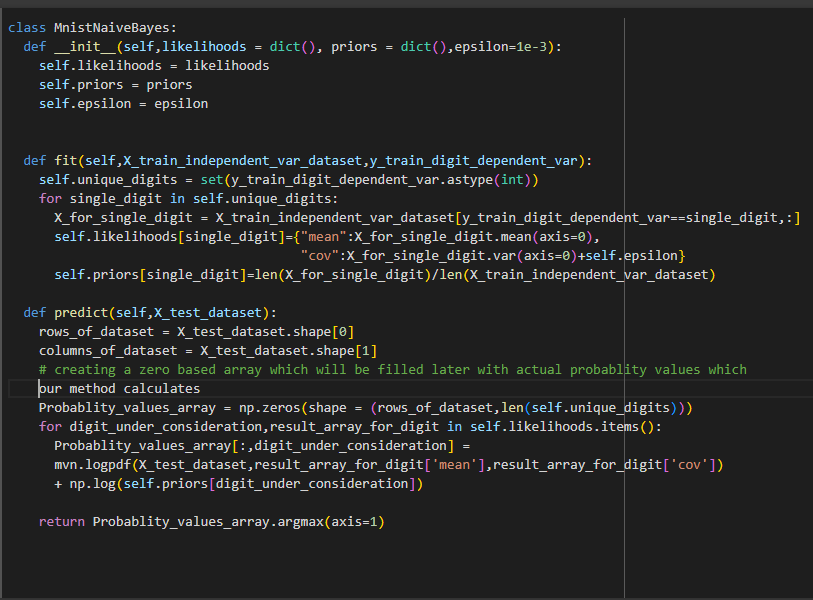 class MnistNaiveBayes:
  def __init__(self,likelihoods = dict(), priors = dict(),epsilon=1e-3):
    self.likelihoods = likelihoods
    self.priors = priors
    self.epsilon = epsilon
  def fit(self,X_train_independent_var_dataset,y_train_digit_dependent_var):
    self.unique_digits = set(y_train_digit_dependent_var.astype(int))
    for single_digit in self.unique_digits:
      X_for_single_digit = X_train_independent_var_dataset[y_train_digit_dependent_var==single_digit,:]
      self.likelihoods[single_digit]={"mean":X_for_single_digit.mean(axis=0),
                                      "cov":X_for_single_digit.var(axis=0)+self.epsilon}
      self.priors[single_digit]=len(X_for_single_digit)/len(X_train_independent_var_dataset)
  def predict(self,X_test_dataset):
    rows_of_dataset = X_test_dataset.shape[0]
    columns_of_dataset = X_test_dataset.shape[1]
    # creating a zero based array which will be filled later with actual probablity values which
    our method calculates
    Probablity_values_array = np.zeros(shape = (rows_of_dataset,len(self.unique_digits)))
    for digit_under_consideration,result_array_for_digit in self.likelihoods.items():
      Probablity_values_array[:,digit_under_consideration] =
      mvn.logpdf(X_test_dataset,result_array_for_digit['mean'],result_array_for_digit['cov'])
      + np.log(self.priors[digit_under_consideration])
    return Probablity_values_array.argmax(axis=1)